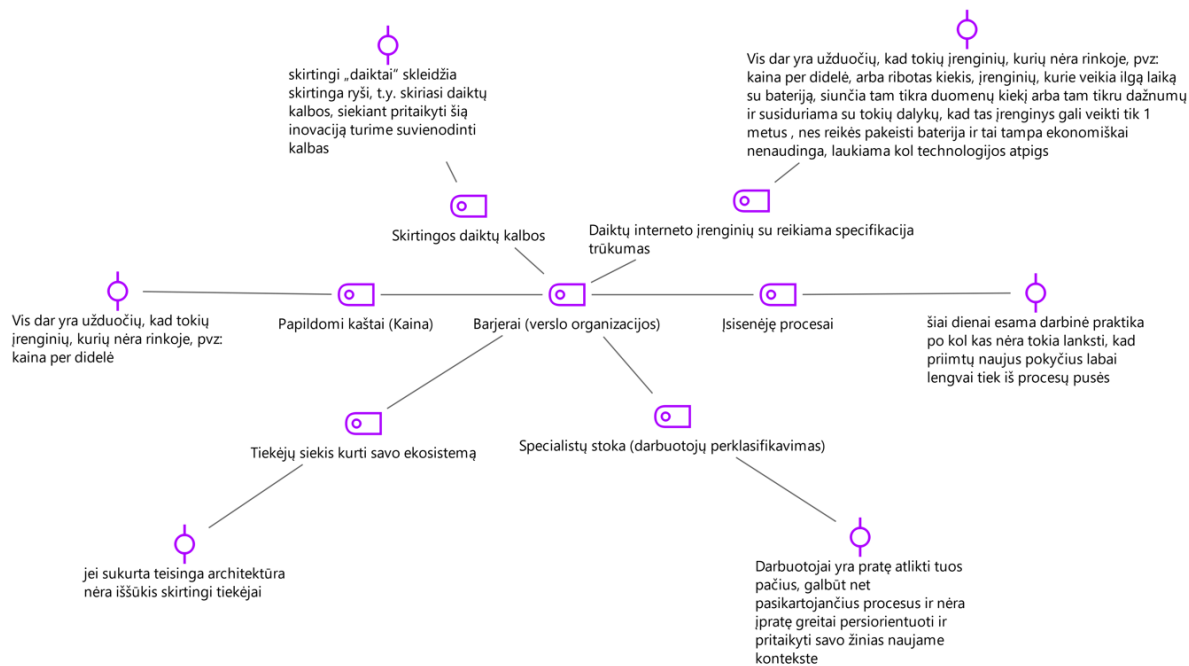 skirtingi „daiktai“ skleidžia
skirtinga ryši, t.y. skiriasi daiktų
kalbos, siekiant pritaikyti šią
inovaciją turime suvienodinti
kalbas
Vis dar yra užduočių, kad tokių įrenginių, kurių nėra rinkoje, pvz:
kaina per didelė, arba ribotas kiekis, įrenginių, kurie veikia ilgą laiką
su bateriją, siunčia tam tikra duomenų kiekį arba tam tikru dažnumų
ir susiduriama su tokių dalykų, kad tas įrenginys gali veikti tik 1
metus , nes reikės pakeisti baterija ir tai tampa ekonomiškai
nenaudinga, laukiama kol technologijos atpigs
Skirtingos daiktų kalbos
Daiktų interneto įrenginių su reikiama specifikacija
trūkumas
Vis dar yra užduočių, kad tokių
įrenginių, kurių nėra rinkoje, pvz:
kaina per didelė
Papildomi kaštai (Kaina)
Barjerai (verslo organizacijos)
Įsisenėję procesai
šiai dienai esama darbinė praktika
po kol kas nėra tokia lanksti, kad
priimtų naujus pokyčius labai
lengvai tiek iš procesų pusės
Tiekėjų siekis kurti savo ekosistemą
Specialistų stoka (darbuotojų perklasifikavimas)
jei sukurta teisinga architektūra
nėra iššūkis skirtingi tiekėjai
Darbuotojai yra pratę atlikti tuos
pačius, galbūt net
pasikartojančius procesus ir nėra
įpratę greitai persiorientuoti ir
pritaikyti savo žinias naujame
kontekste